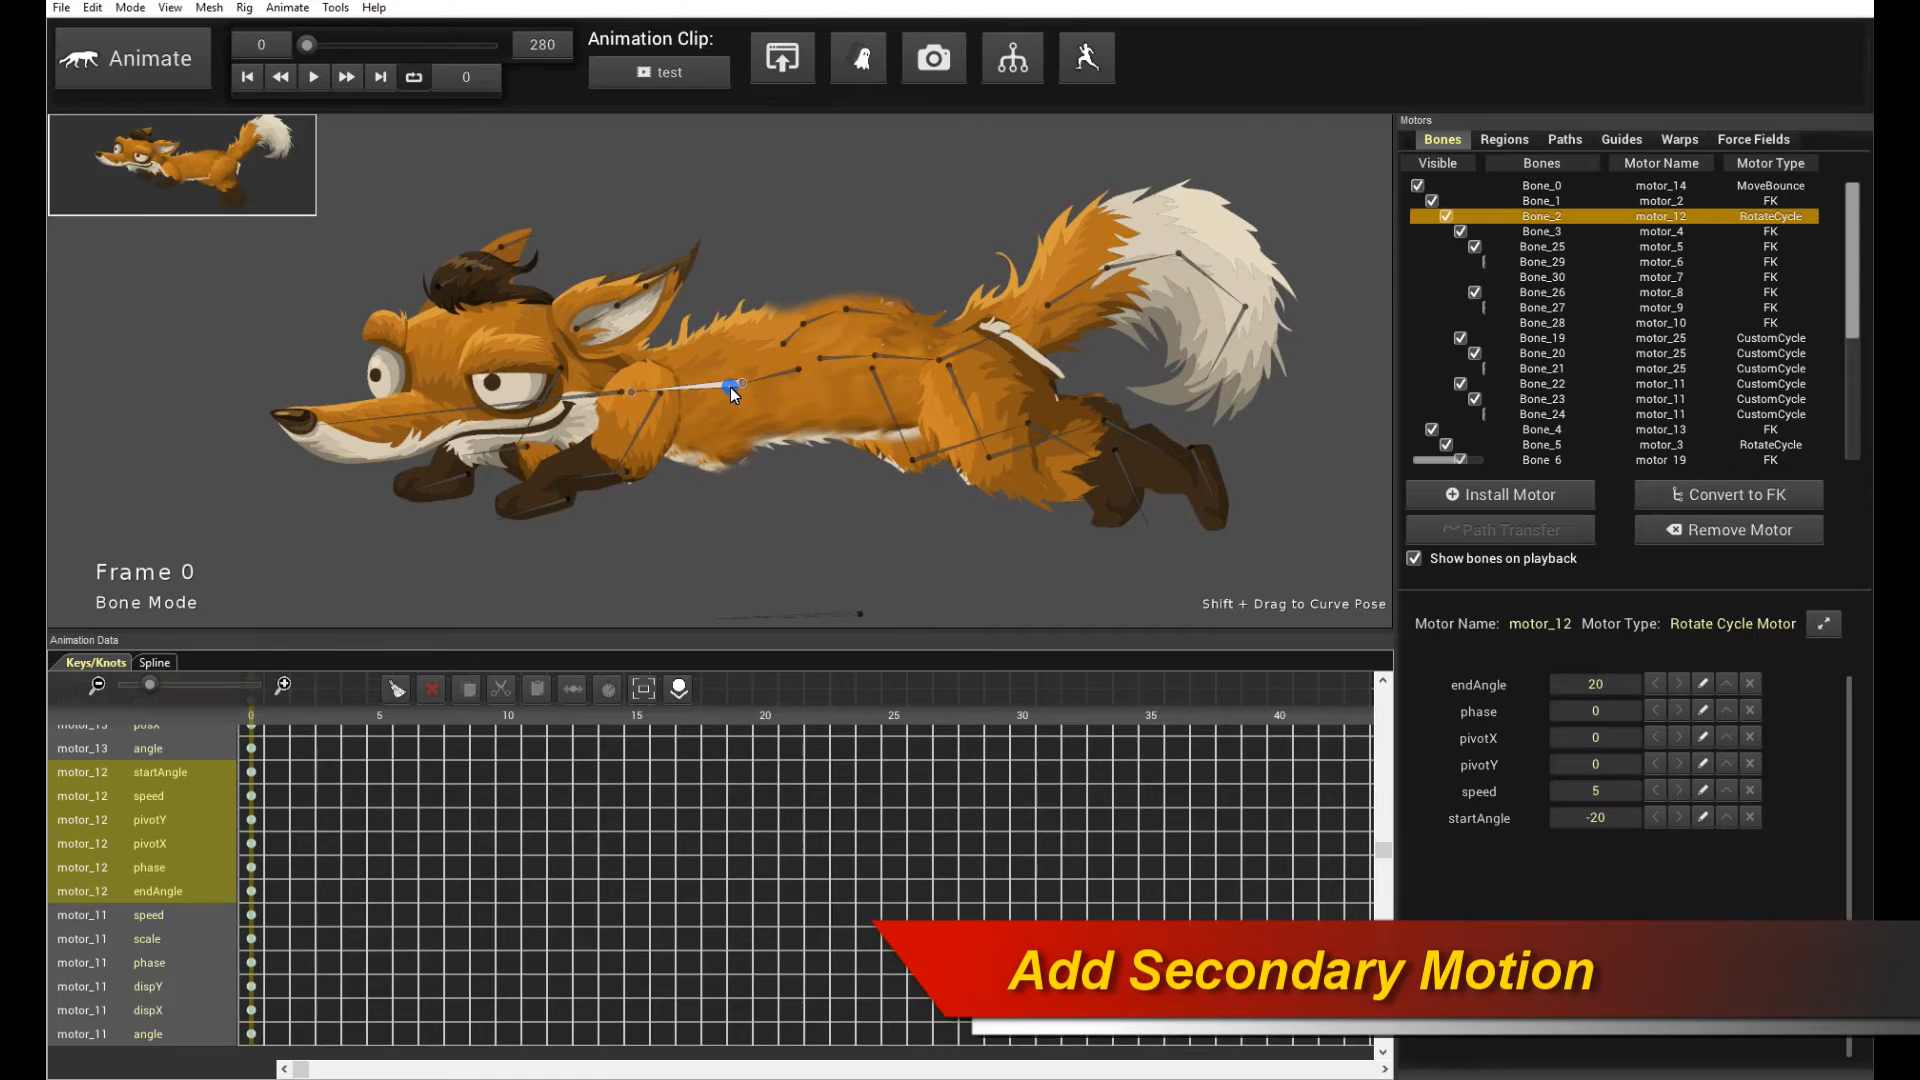 File Edit Mode View Mesh Rig Animate Tools Help
Animate
0 280
0
Animation Clip:
test
Frame 0
Bone Mode
Shift + Drag to Curve Pose
Motors
Bones Regions Paths Guides Warps Force Fields
Visible Bones Motor Name Motor Type
Bone_0 motor_14 MoveBounce
Bone_1 motor_2 FK
Bone_2 motor_12 RotateCycle
Bone_3 motor_4 FK
Bone_25 motor_5 FK
Bone_29 motor_6 FK
Bone_30 motor_7 FK
Bone_26 motor_8 FK
Bone_27 motor_9 FK
Bone_28 motor_10 FK
Bone_19 motor_25 CustomCycle
Bone_20 motor_25 CustomCycle
Bone_21 motor_25 CustomCycle
Bone_22 motor_11 CustomCycle
Bone_23 motor_11 CustomCycle
Bone_24 motor_11 CustomCycle
Bone_4 motor_13 FK
Bone_5 motor_3 RotateCycle
Bone_6 motor_19 FK
Install Motor Convert to FK
Path Transfer Remove Motor
Show bones on playback
Motor Name: motor_12 Motor Type: Rotate Cycle Motor
endAngle 20
phase 0
pivotX 0
pivotY 0
speed 5
startAngle -20
Animation Data
Keys/Knots Spline
0 5 10 15 20 25 30 35 40
motor_13 posX
motor_13 angle
motor_12 startAngle
motor_12 speed
motor_12 pivotY
motor_12 pivotX
motor_12 phase
motor_12 endAngle
motor_11 speed
motor_11 scale
motor_11 phase
motor_11 dispY
motor_11 dispX
motor_11 angle
Add Secondary Motion